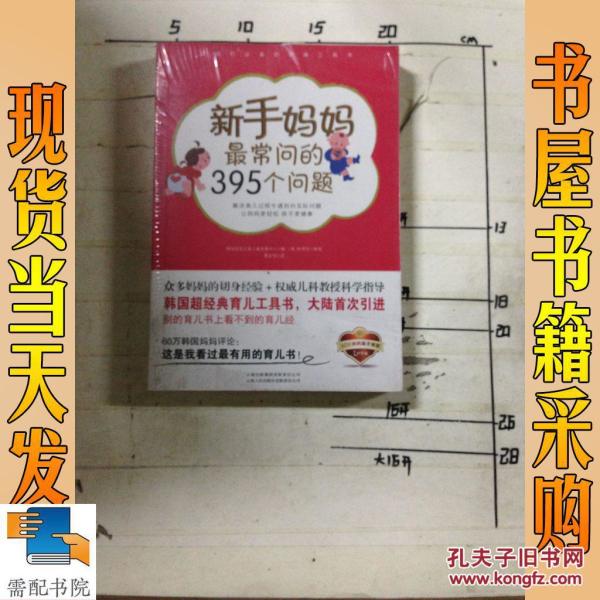 现货当天发
书屋书籍采购
5
10
15
20
cm
新手妈妈
最常问的
395个问题
众多妈妈的切身经验+权威儿科教授科学指导
韩国超经典育儿工具书，大陆首次引进
别的育儿书上看不到的育儿经
60万韩国妈妈评论：
这是我看过最有用的育儿书！
13
18
20
16开
26
大16开
28
需配书院
孔夫子旧书网
www.kongfz.com